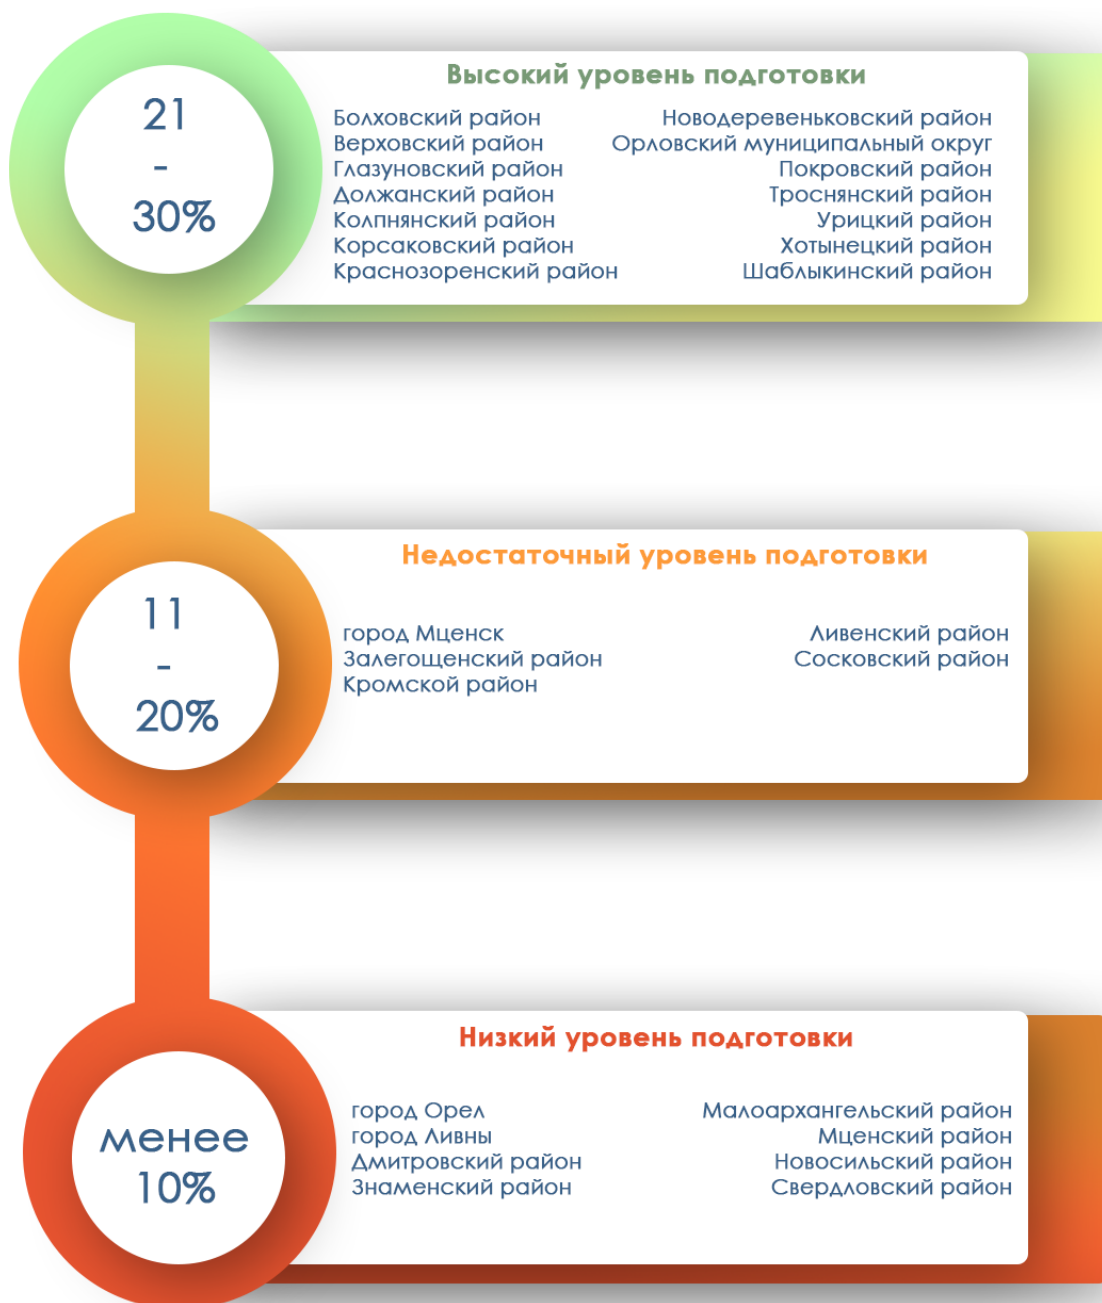 21
-
30%
Высокий уровень подготовки
Болховский район
Верховский район
Глазуновский район
Должанский район
Колпнянский район
Корсаковский район
Краснозоренский район
Новодеревеньковский район
Орловский муниципальный округ
Покровский район
Троснянский район
Урицкий район
Хотынецкий район
Шаблыкинский район
11
-
20%
Недостаточный уровень подготовки
город Мценск
Залегощенский район
Кромской район
Ливенский район
Сосковский район
менее
10%
Низкий уровень подготовки
город Орел
город Ливны
Дмитровский район
Знаменский район
Малоархангельский район
Мценский район
Новосильский район
Свердловский район